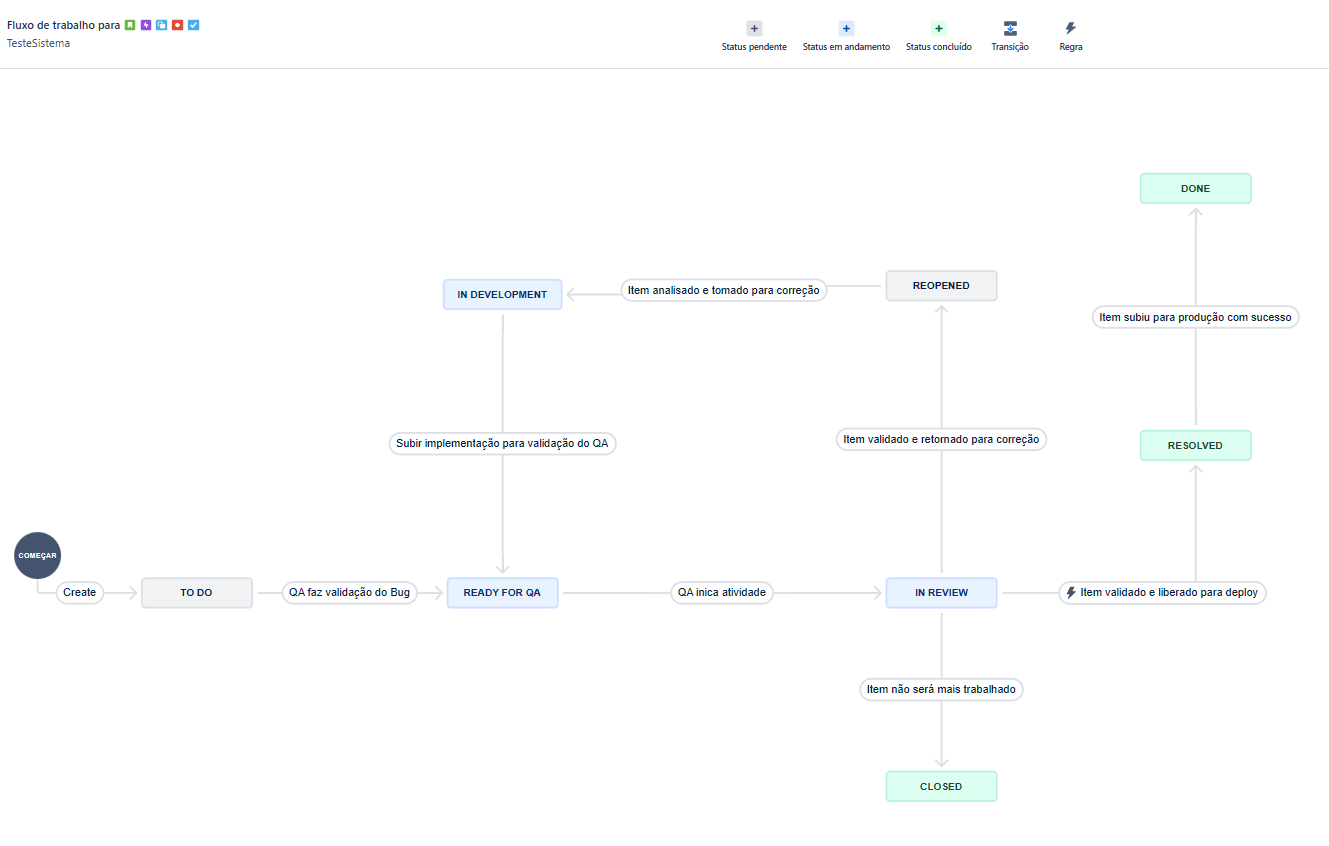 Fluxo de trabalho para
TesteSistema
Status pendente
Status em andamento
Status concluído
Transição
Regra
DONE
Item subiu para produção com sucesso
REOPENED
Item analisado e tomado para correção
IN DEVELOPMENT
Subir implementação para validação do QA
Item validado e retornado para correção
RESOLVED
COMEÇAR
Create
TO DO
QA faz validação do Bug
READY FOR QA
QA inica atividade
IN REVIEW
Item validado e liberado para deploy
Item não será mais trabalhado
CLOSED